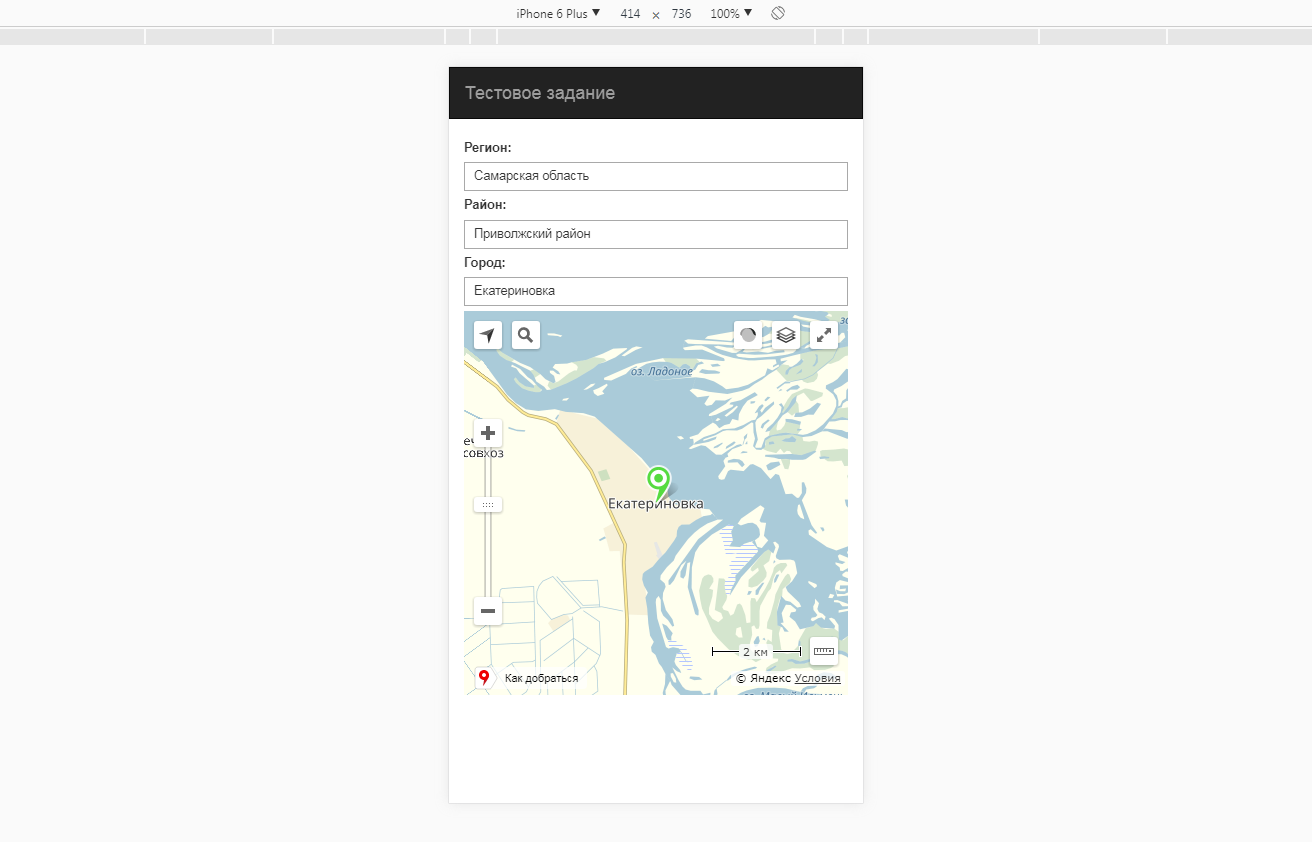 iPhone 6 Plus 414 × 736 100%
Тестовое задание
Регион:
Самарская область
Район:
Приволжский район
Город:
Екатериновка
оз. Ладоное
совхоз
Екатериновка
2 км
Как добраться
© Яндекс Условия